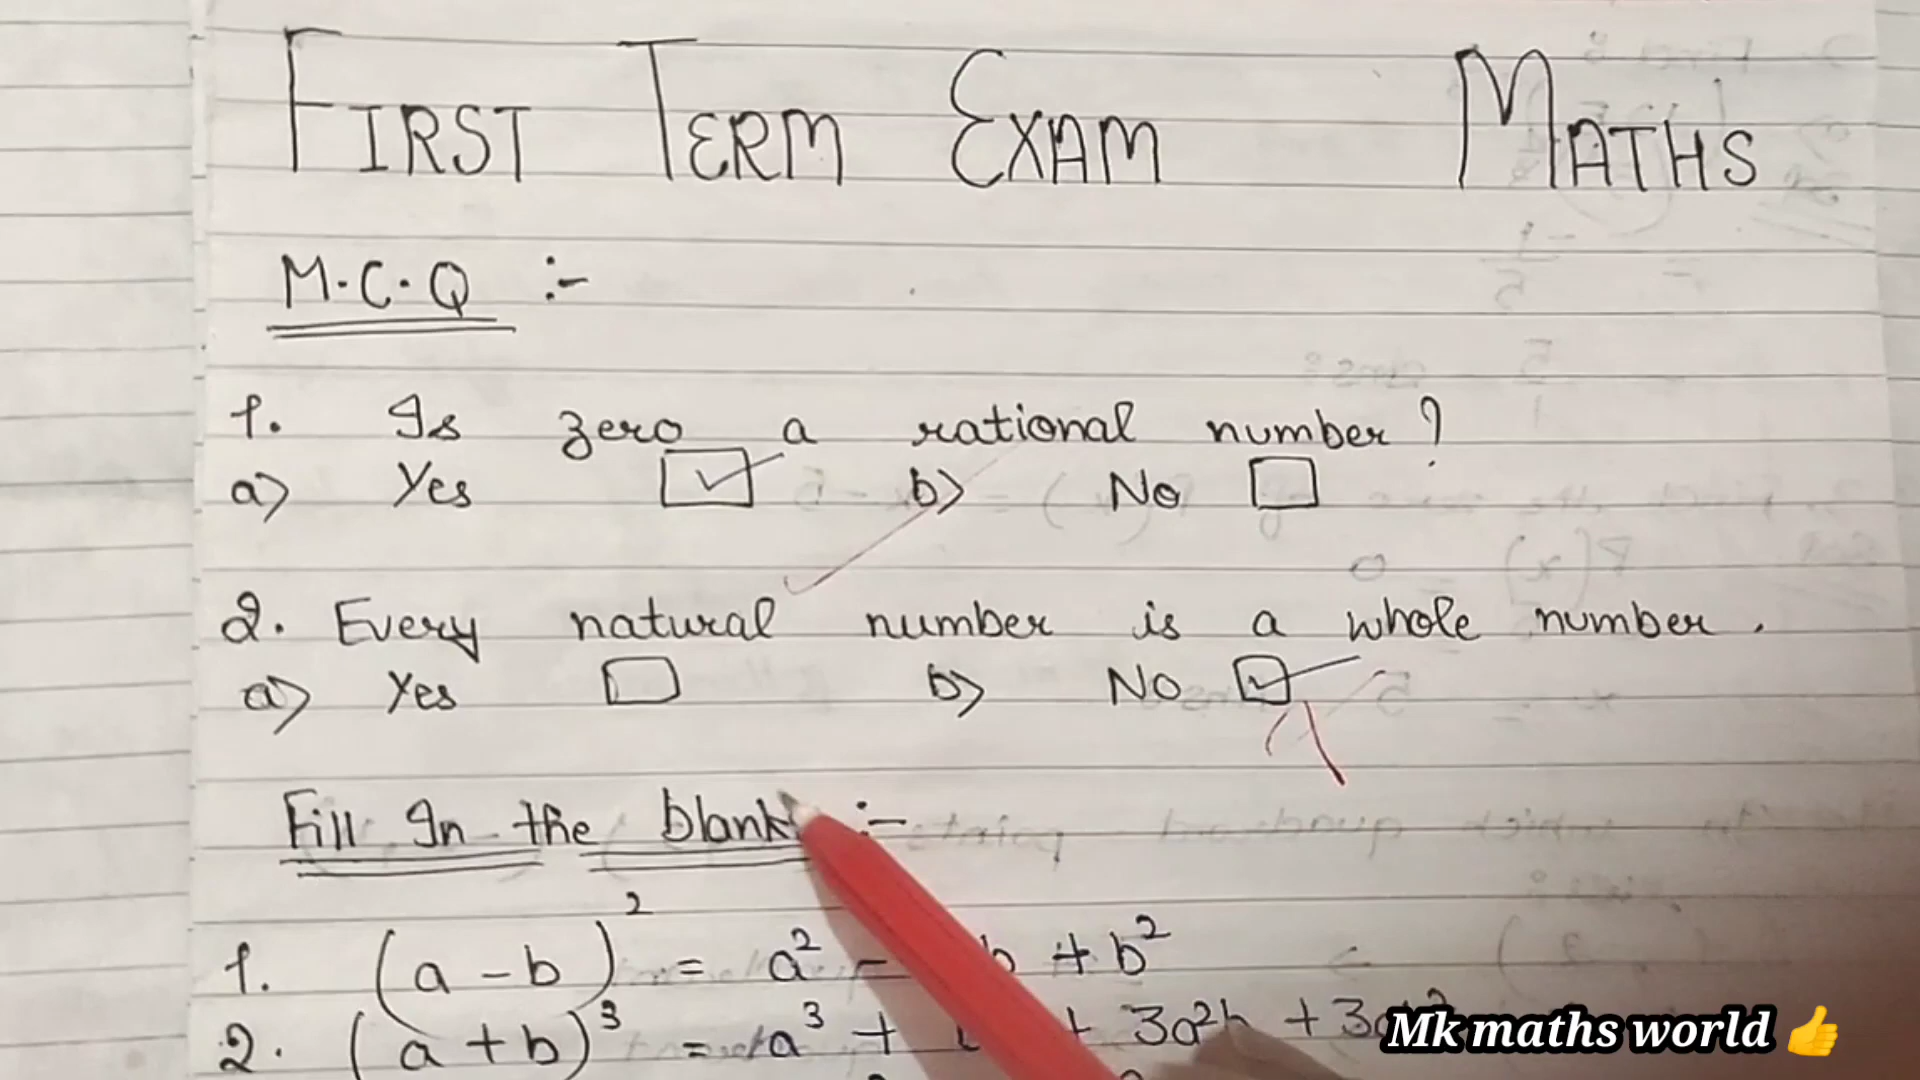 FIRST TERM EXAM MATHS
M.C.Q :-
1. Is zero a rational number?
a) Yes ☑ b) No ☐
2. Every natural number is a whole number.
a) Yes ☐ b) No ☑
Fill In the blank :-
1. (a - b)² = a² - b + b²
2. (a + b)³ = a³ + + 3a²b + 3
Mk maths world 👍